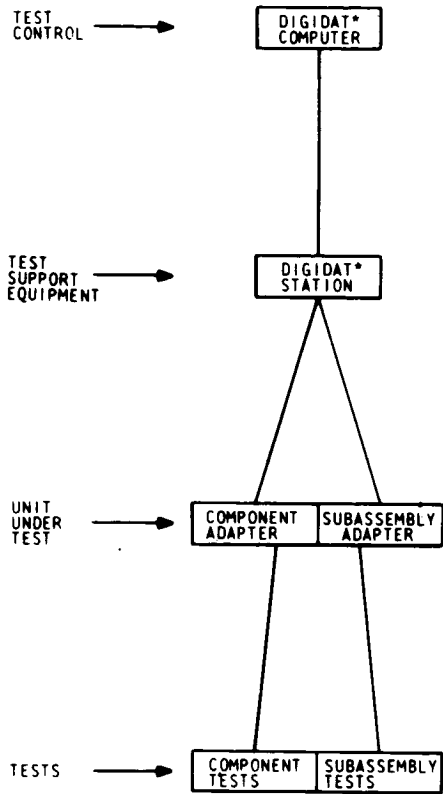 TEST
CONTROL
DIGIDAT*
COMPUTER
TEST
SUPPORT
EQUIPMENT
DIGIDAT*
STATION
UNIT
UNDER
TEST
COMPONENT
ADAPTER
SUBASSEMBLY
ADAPTER
TESTS
COMPONENT
TESTS
SUBASSEMBLY
TESTS